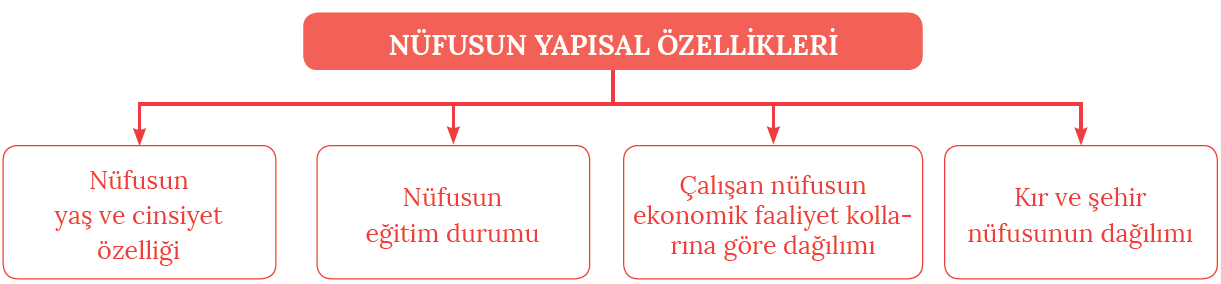 NÜFUSUN YAPISAL ÖZELLİKLERİ
Nüfusun
yaş ve cinsiyet
özelliği
Nüfusun
eğitim durumu
Çalışan nüfusun
ekonomik faaliyet kolla-
rına göre dağılımı
Kır ve şehir
nüfusunun dağılımı